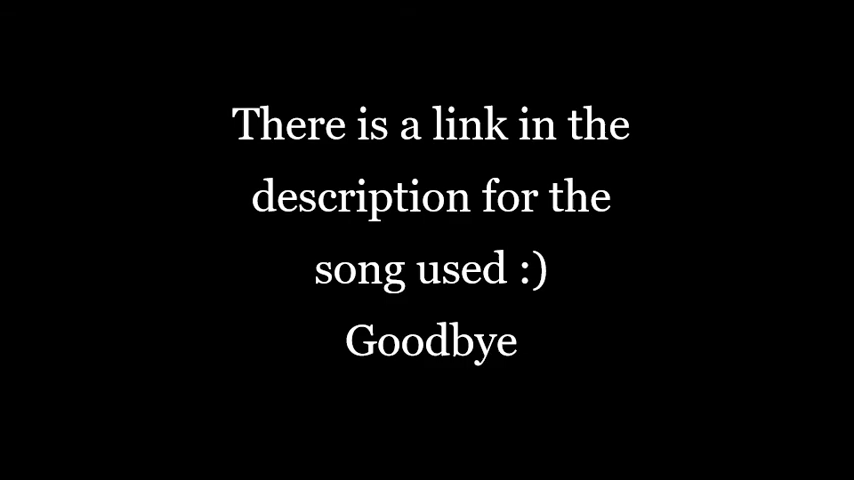 There is a link in the
description for the
song used :)
Goodbye